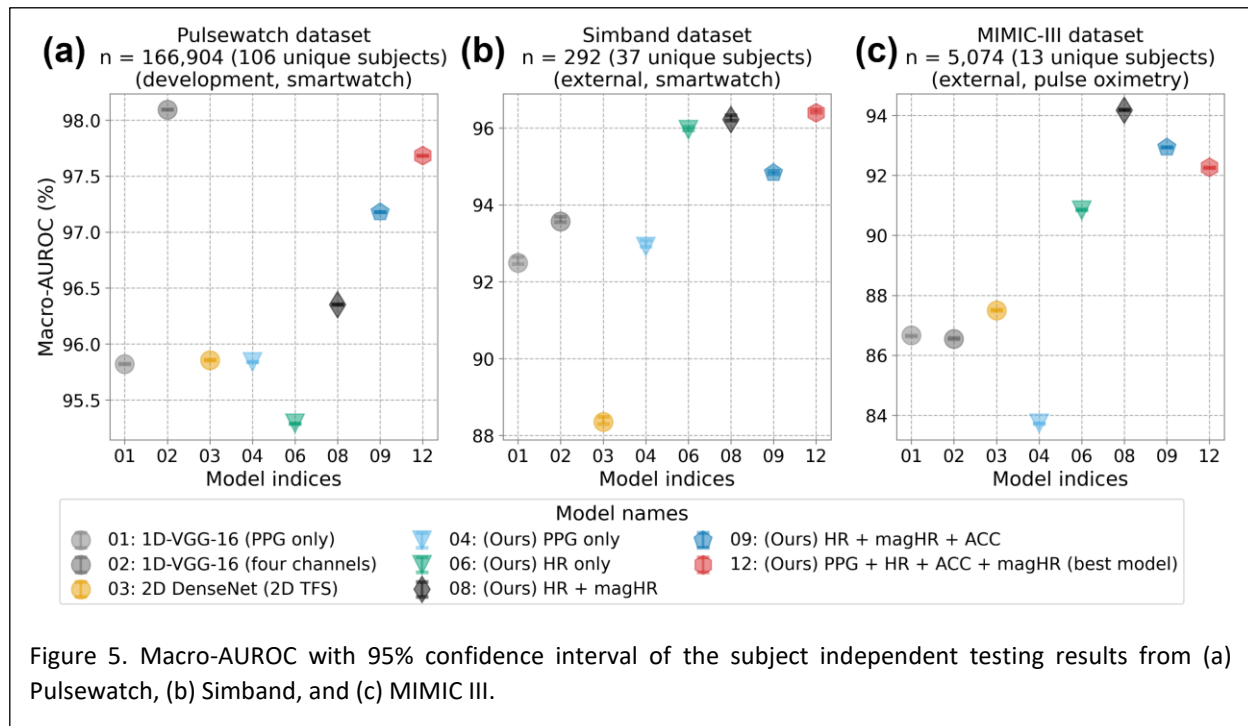 (a)
Pulsewatch dataset
n = 166,904 (106 unique subjects)
(development, smartwatch)
Macro-AUROC (%)
98.0
97.5
97.0
96.5
96.0
95.5
01 02 03 04 06 08 09 12
Model indices
(b)
Simband dataset
n = 292 (37 unique subjects)
(external, smartwatch)
96
94
92
90
88
01 02 03 04 06 08 09 12
Model indices
(c)
MIMIC-III dataset
n = 5,074 (13 unique subjects)
(external, pulse oximetry)
94
92
90
88
86
84
01 02 03 04 06 08 09 12
Model indices
Model names
01: 1D-VGG-16 (PPG only)
02: 1D-VGG-16 (four channels)
03: 2D DenseNet (2D TFS)
04: (Ours) PPG only
06: (Ours) HR only
08: (Ours) HR + magHR
09: (Ours) HR + magHR + ACC
12: (Ours) PPG + HR + ACC + magHR (best model)
Figure 5. Macro-AUROC with 95% confidence interval of the subject independent testing results from (a)
Pulsewatch, (b) Simband, and (c) MIMIC III.